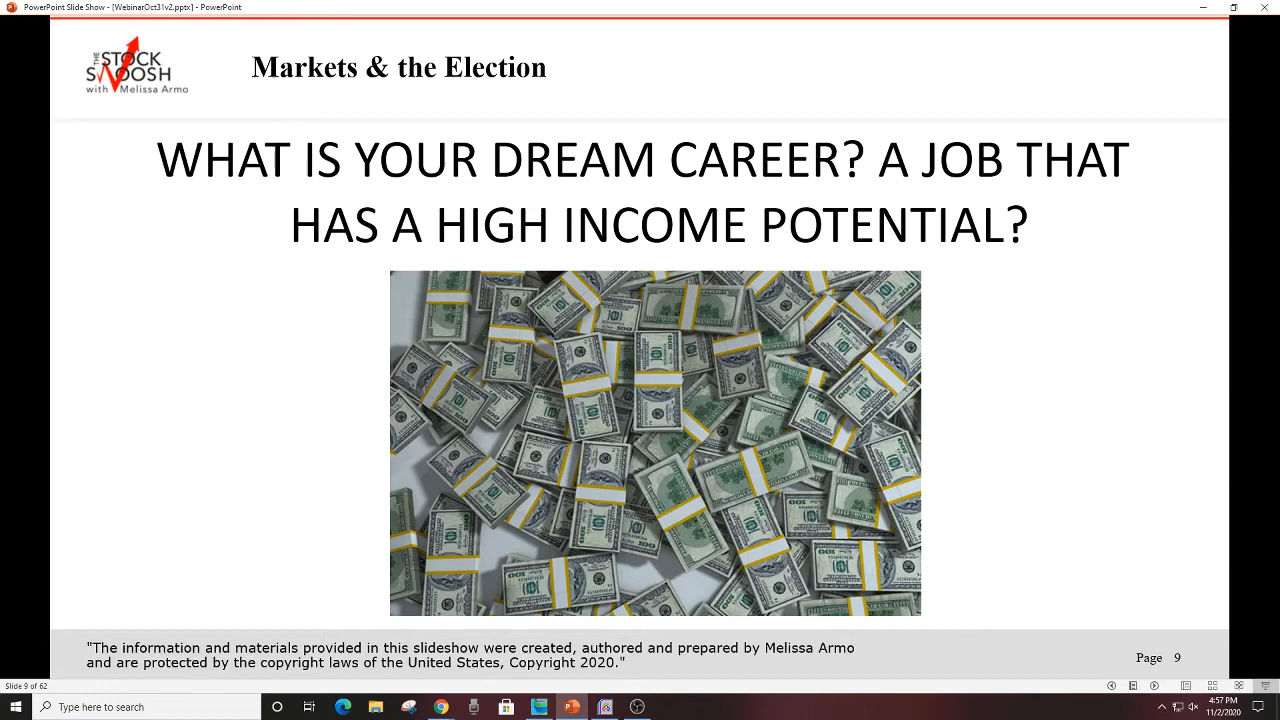 PowerPoint Slide Show - [WebinarOct31v2.pptx] - PowerPoint
THE
STOCK
SWOOSH
with Melissa Armo
Markets & the Election
WHAT IS YOUR DREAM CAREER? A JOB THAT
HAS A HIGH INCOME POTENTIAL?
"The information and materials provided in this slideshow were created, authored and prepared by Melissa Armo
and are protected by the copyright laws of the United States, Copyright 2020."
Page 9
Slide 9 of 62
Type here to search
4:57 PM
11/2/2020